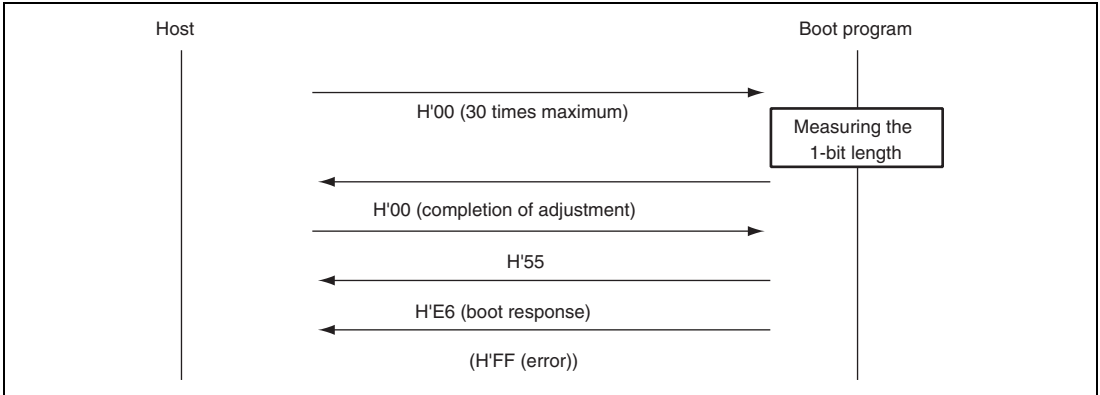 Host
Boot program
H'00 (30 times maximum)
Measuring the
1-bit length
H'00 (completion of adjustment)
H'55
H'E6 (boot response)
(H'FF (error))